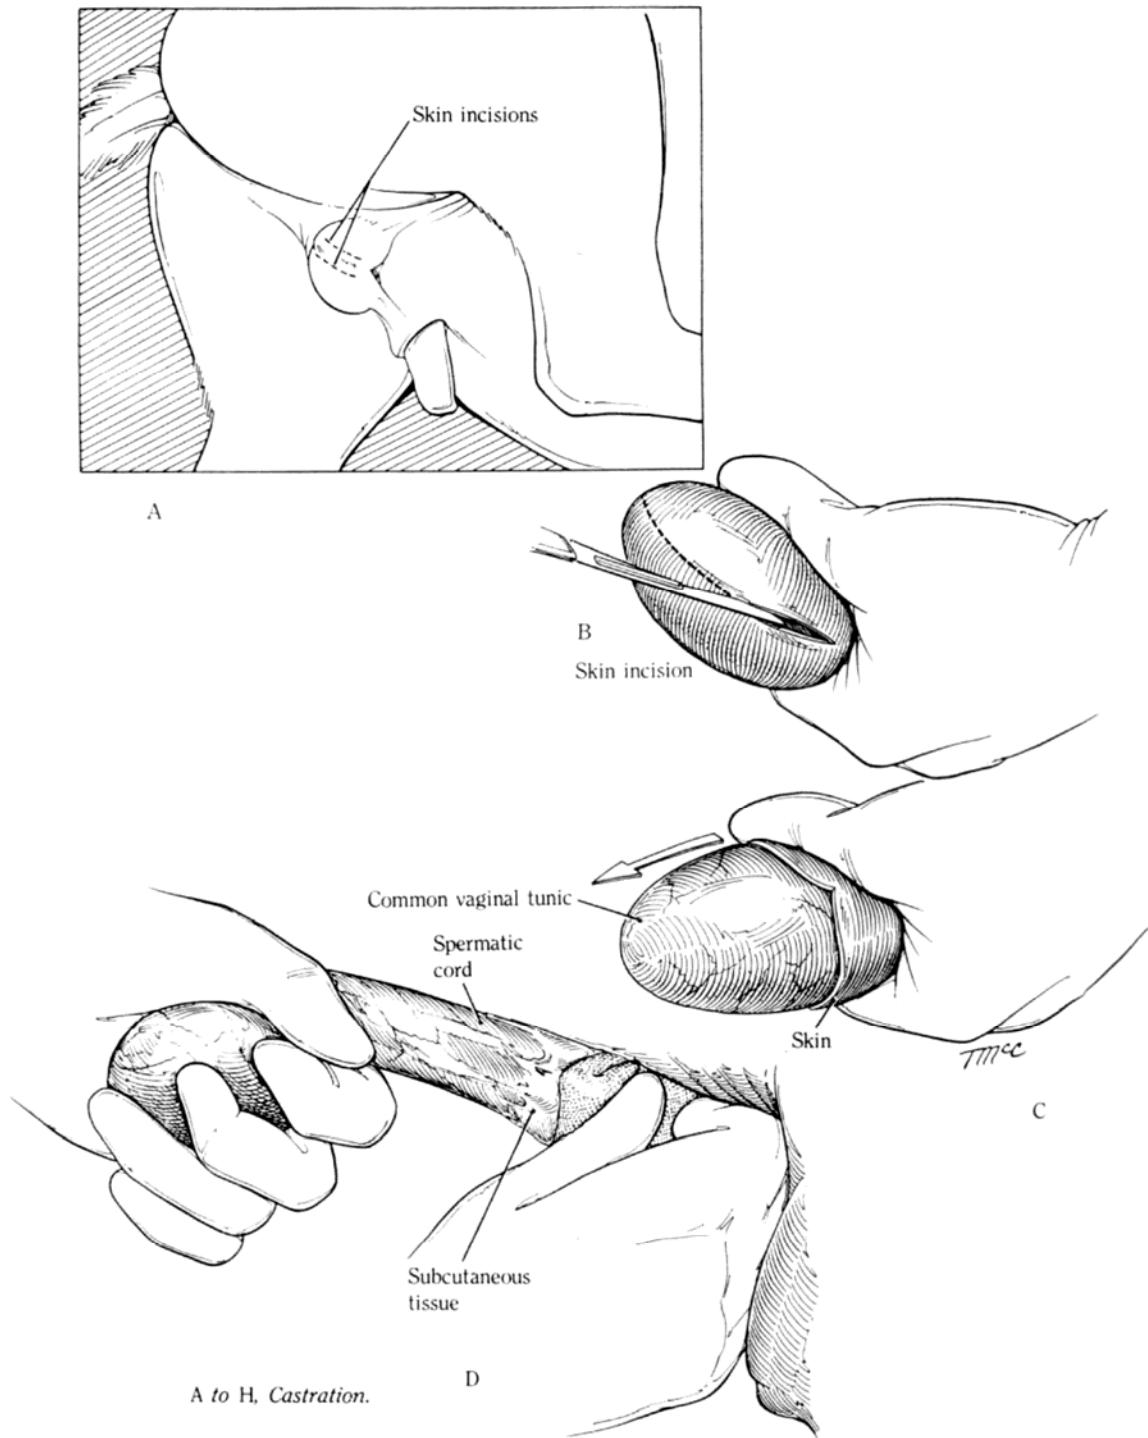 Skin incisions
A
B
Skin incision
Common vaginal tunic
Spermatic
cord
Skin
TMcC
C
Subcutaneous
tissue
D
A to H, Castration.